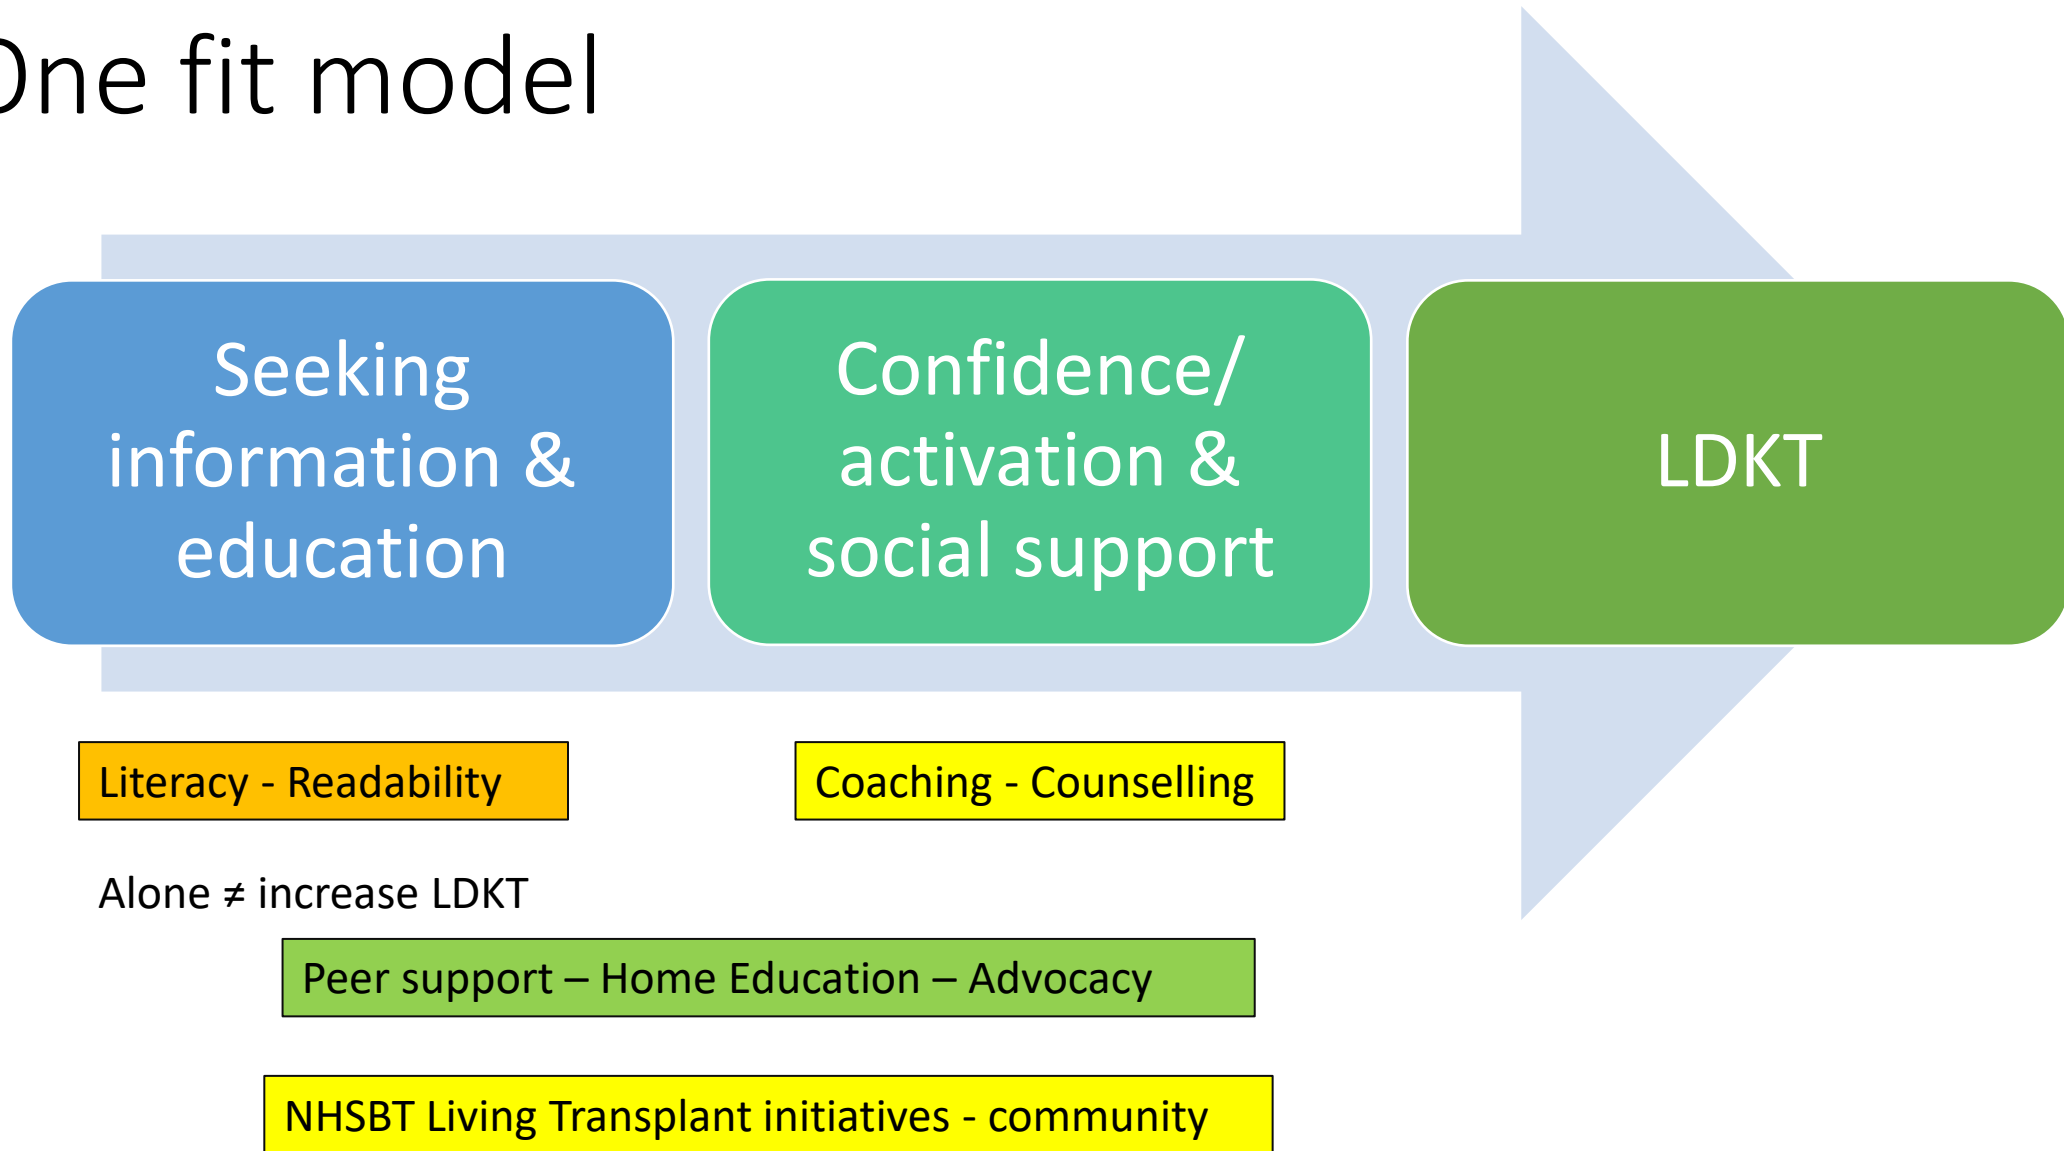 One fit model
Seeking
information &
education
Confidence/
activation &
social support
LDKT
Literacy - Readability
Coaching - Counselling
Alone ≠ increase LDKT
Peer support – Home Education – Advocacy
NHSBT Living Transplant initiatives - community